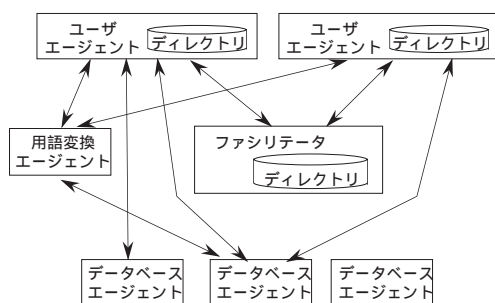 ユーザ
エージェント
ディレクトリ
ユーザ
エージェント
ディレクトリ
用語変換
エージェント
ファシリテータ
ディレクトリ
データベース
エージェント
データベース
エージェント
データベース
エージェント